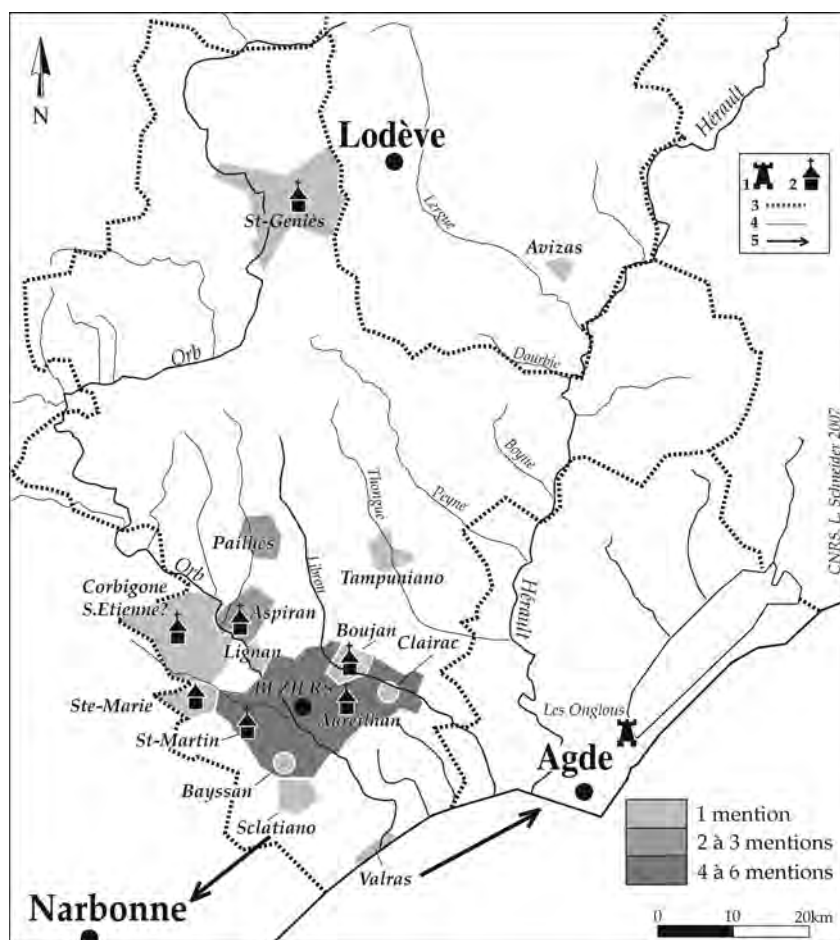 N
Lodève
Hérault
1
2
3
4
5
St-Geniès
Lergue
Avizas
Orb
Dourbie
Boyne
Peyne
Thongue
CNRS, L. Schneider 2007
Pailhès
Libron
Tampuniano
Orb
Hérault
Corbigone
S.Etienne?
Aspiran
Boujan
Clairac
Lignan
BEZIERS
Ste-Marie
Aureilhan
Les Onglous
St-Martin
Agde
Bayssan
Sclatiano
Valras
1 mention
2 à 3 mentions
4 à 6 mentions
Narbonne
0
10
20km